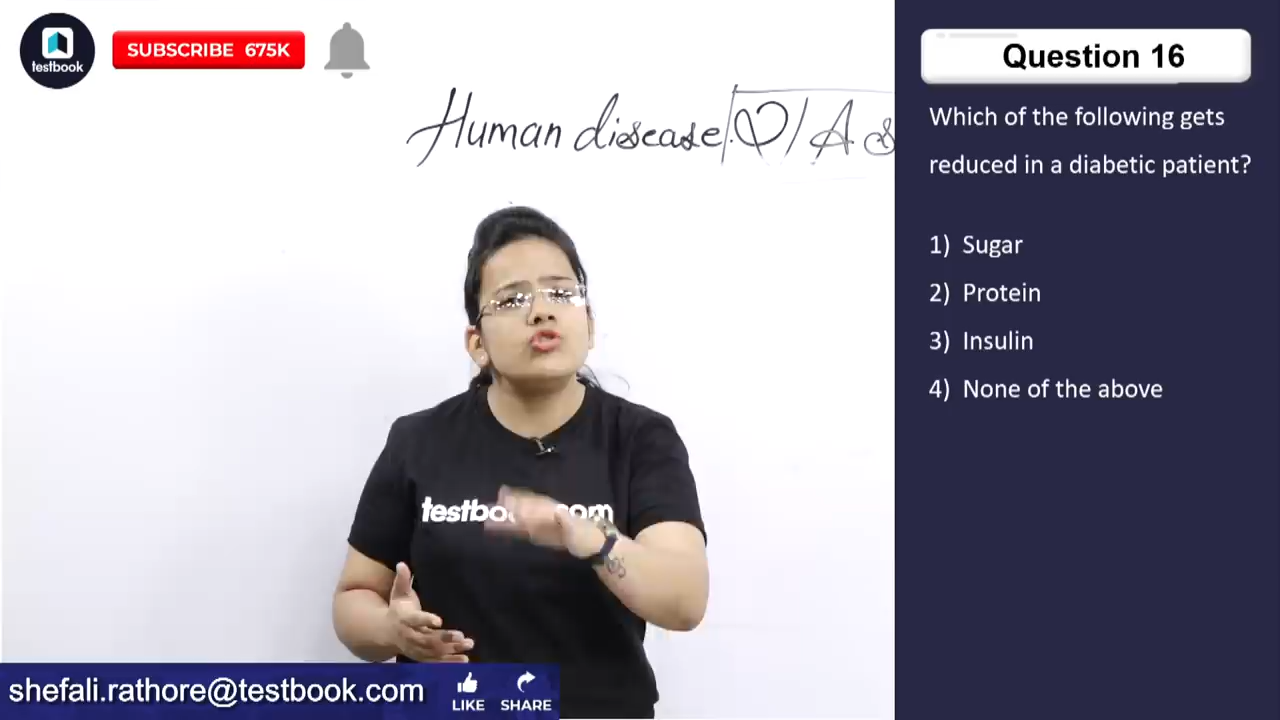 testbook
SUBSCRIBE 675K
Human disease
Question 16
Which of the following gets
reduced in a diabetic patient?
1) Sugar
2) Protein
3) Insulin
4) None of the above
shefali.rathore@testbook.com
LIKE
SHARE